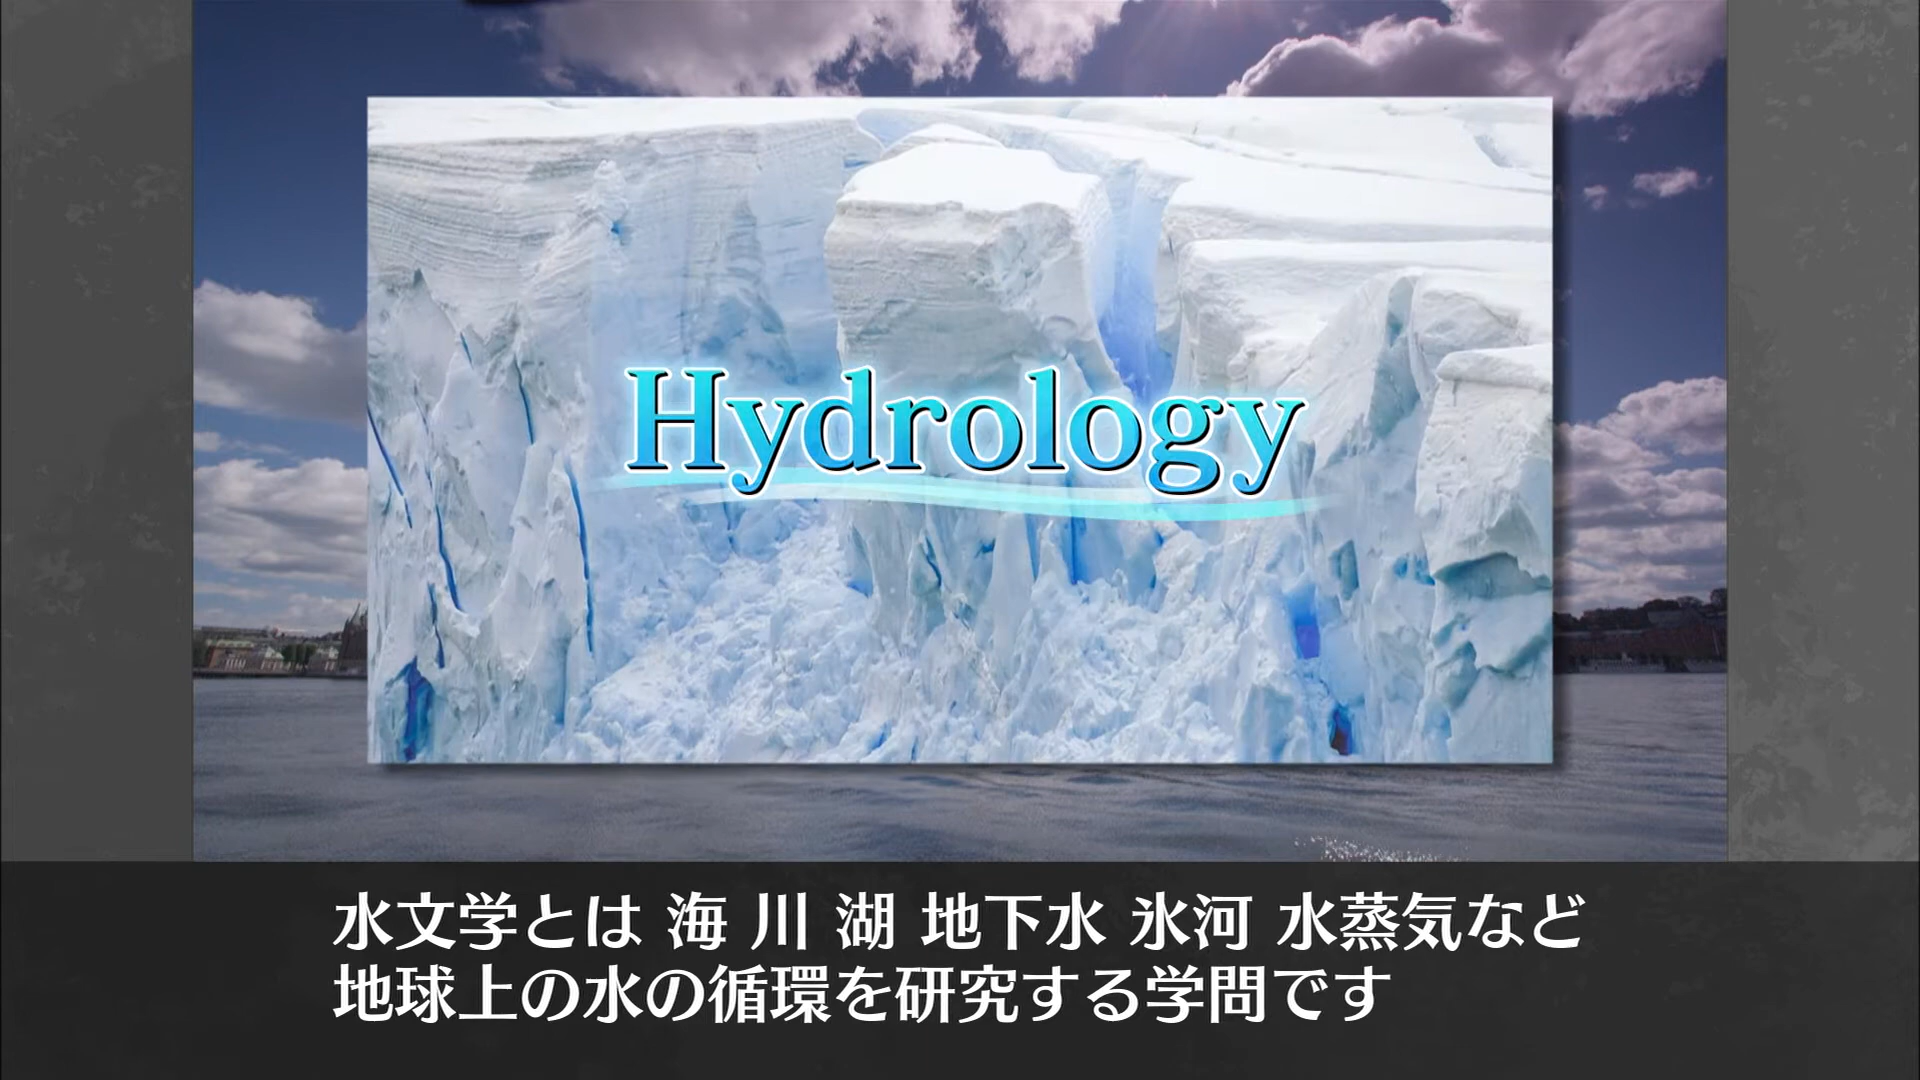 Hydrology
水文学とは 海 川 湖 地下水 氷河 水蒸気など
地球上の水の循環を研究する学問です